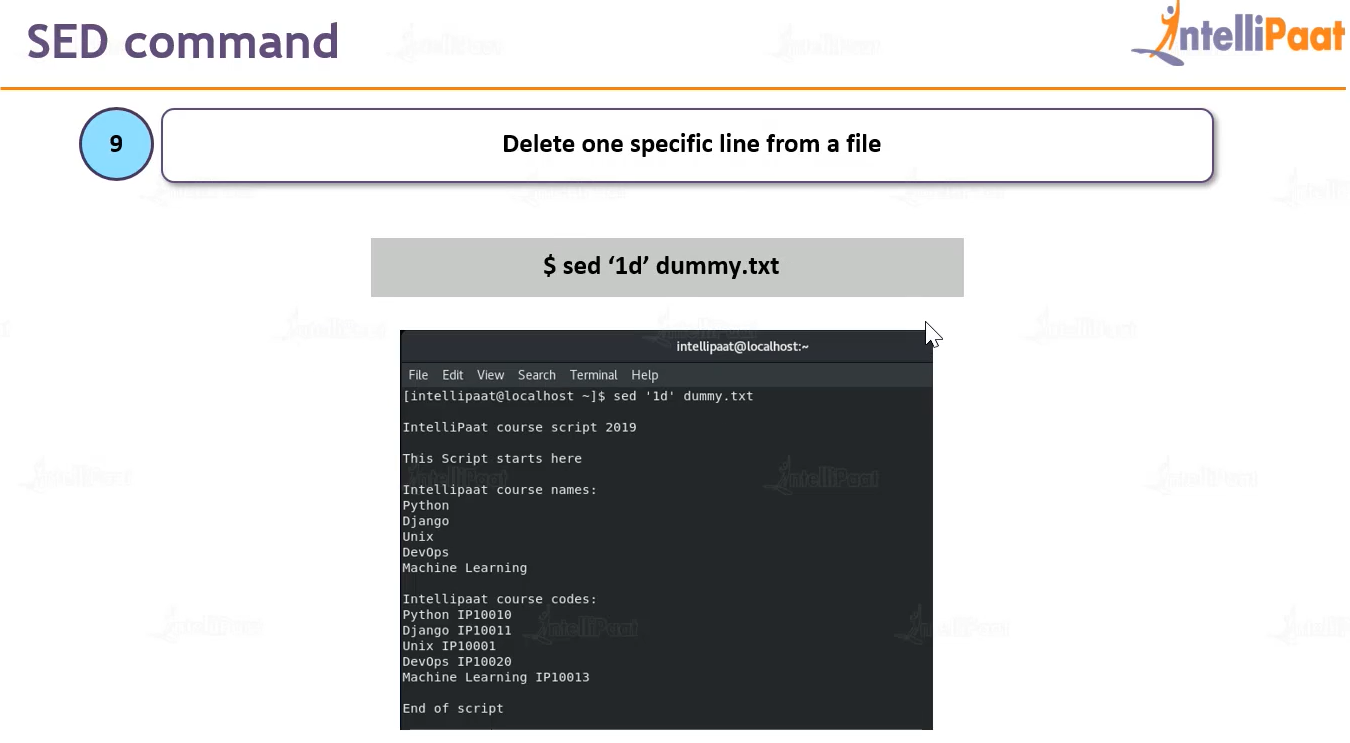 SED command
IntelliPaat
9
Delete one specific line from a file
$ sed ‘1d’ dummy.txt
intellipaat@localhost:~
File Edit View Search Terminal Help
[intellipaat@localhost ~]$ sed '1d' dummy.txt
IntelliPaat course script 2019
This Script starts here
Intellipaat course names:
Python
Django
Unix
DevOps
Machine Learning
Intellipaat course codes:
Python IP10010
Django IP10011
Unix IP10001
DevOps IP10020
Machine Learning IP10013
End of script